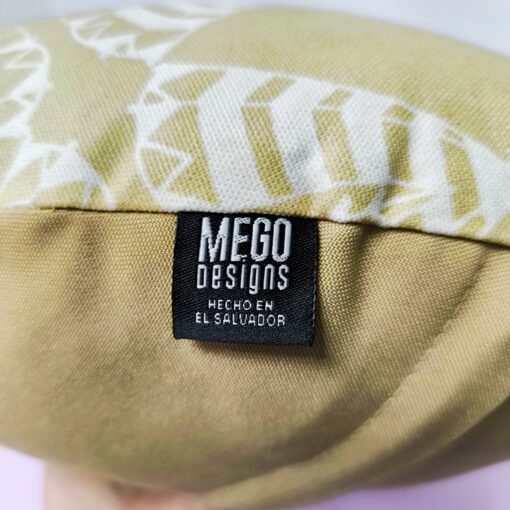 MEGO
Designs
HECHO EN
EL SALVADOR